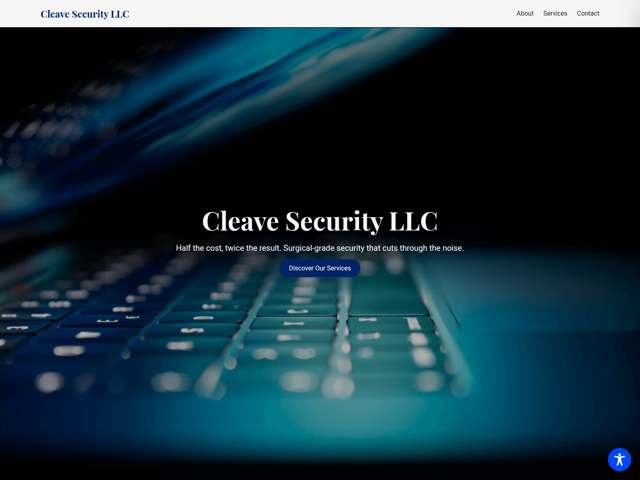 Cleave Security LLC
About
Services
Contact
Cleave Security LLC
Half the cost, twice the result. Surgical-grade security that cuts through the noise.
Discover Our Services